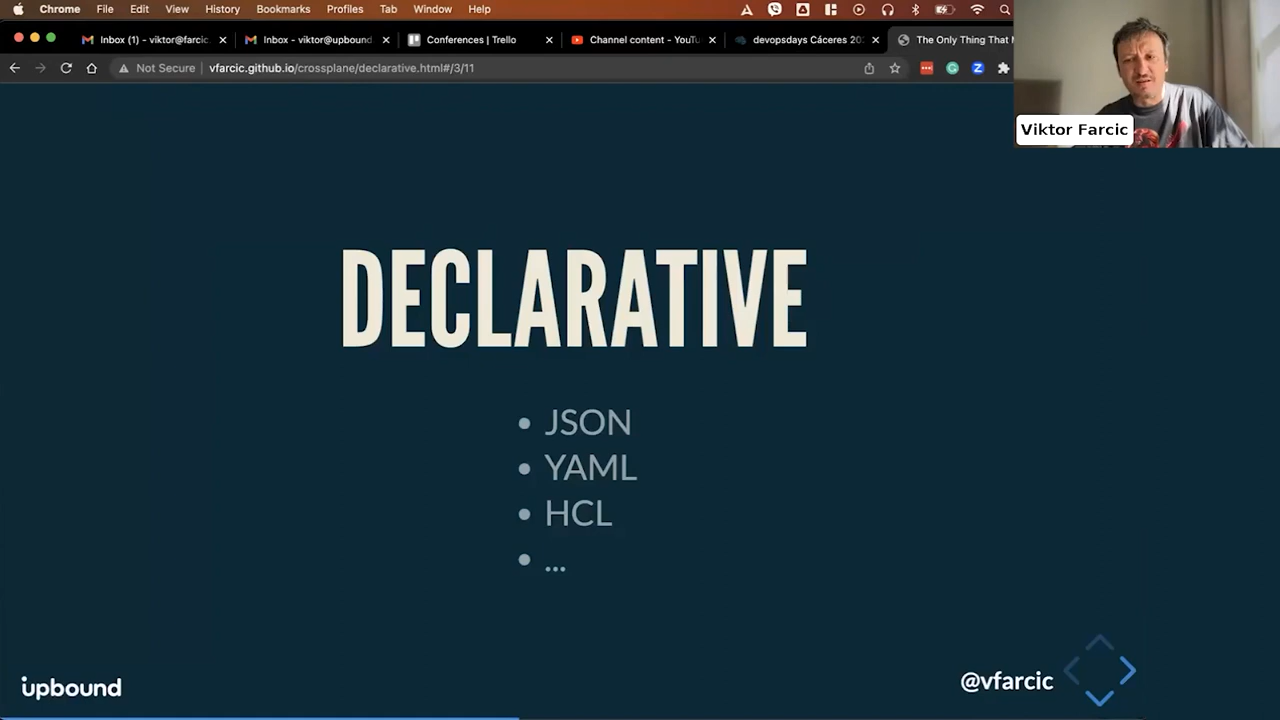 Chrome File Edit View History Bookmarks Profiles Tab Window Help
Inbox (1) - viktor@farcic. Inbox - viktor@upbound Conferences | Trello Channel content - YouTu devopsdays Cáceres 202 The Only Thing That M
Not Secure vfarcic.github.io/crossplane/declarative.html#/3/11
Viktor Farcic
DECLARATIVE
• JSON
• YAML
• HCL
• ...
upbound
@vfarcic